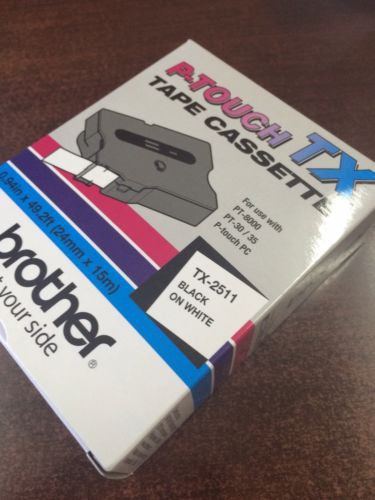 P-TOUCH TX
TAPE CASSETTE
For use with
PT-8000
PT-30 / 35
P-touch PC
0.94in x 49.2ft (24mm x 15m)
TX-2511
BLACK
ON WHITE
brother®
your side